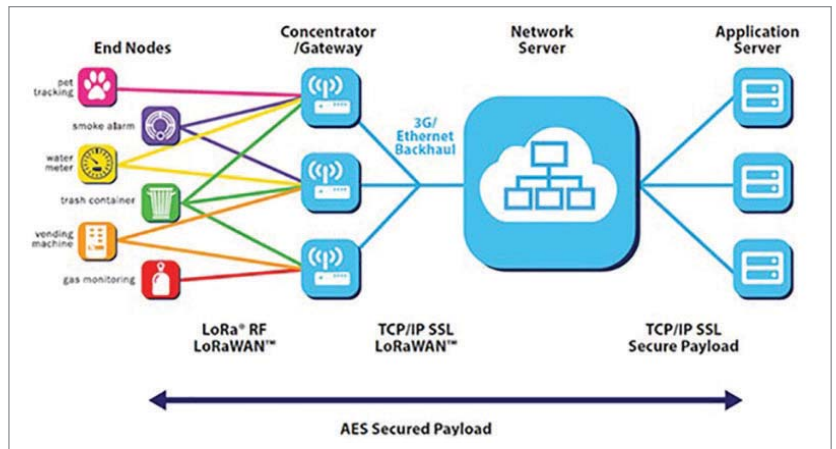 End Nodes
Concentrator
/Gateway
Network
Server
Application
Server
pet
tracking
smoke alarm
water
meter
trash container
vending
machine
gas monitoring
3G/
Ethernet
Backhaul
LoRa® RF
LoRaWAN™
TCP/IP SSL
LoRaWAN™
TCP/IP SSL
Secure Payload
AES Secured Payload